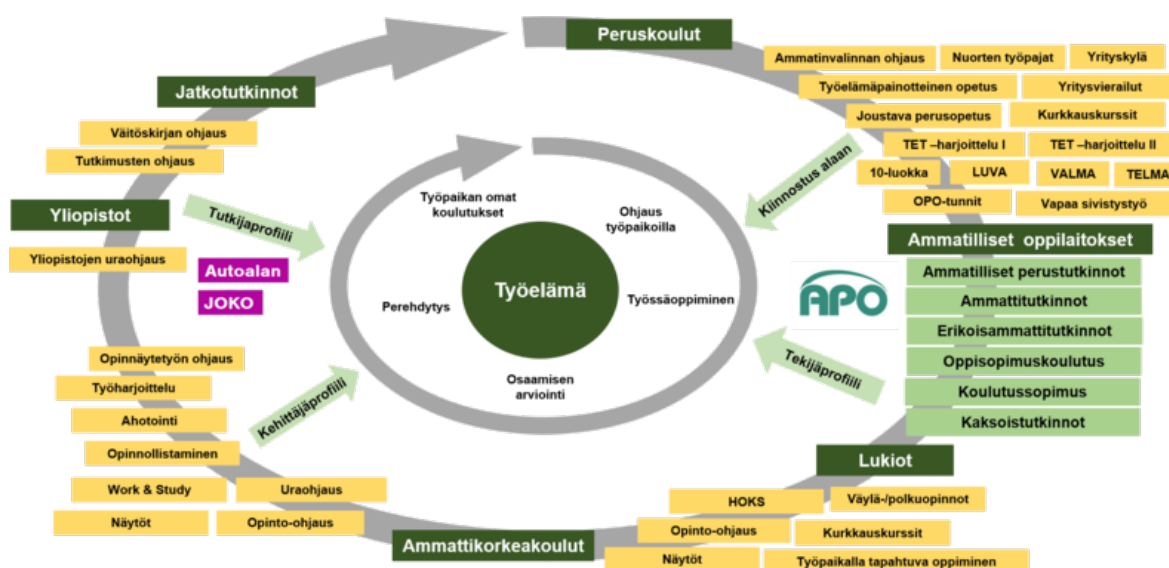 Peruskoulut
Ammatinvalinnan ohjaus
Nuorten työpajat
Yrityskylä
Työelämäpainotteinen opetus
Yritysvierailut
Joustava perusopetus
Kurkkauskurssit
TET –harjoittelu I
TET –harjoittelu II
10-luokka
LUVA
VALMA
TELMA
OPO-tunnit
Vapaa sivistystyö
Kiinnostus alaan
Ammatilliset oppilaitokset
Ammatilliset perustutkinnot
Ammattitutkinnot
Erikoisammattitutkinnot
Oppisopimuskoulutus
Koulutussopimus
Kaksoistutkinnot
APO
Tekijäprofiili
Lukiot
HOKS
Väylä-/polkuopinnot
Opinto-ohjaus
Kurkkauskurssit
Näytöt
Työpaikalla tapahtuva oppiminen
Ammattikorkeakoulut
Opinnäytetyön ohjaus
Työharjoittelu
Ahotointi
Opinnollistaminen
Work & Study
Uraohjaus
Näytöt
Opinto-ohjaus
Kehittäjäprofiili
Yliopistot
Yliopistojen uraohjaus
Autoalan
JOKO
Tutkijaprofiili
Jatkotutkinnot
Väitöskirjan ohjaus
Tutkimusten ohjaus
Työelämä
Työpaikan omat
koulutukset
Ohjaus
työpaikoilla
Työssäoppiminen
Osaamisen
arviointi
Perehdytys